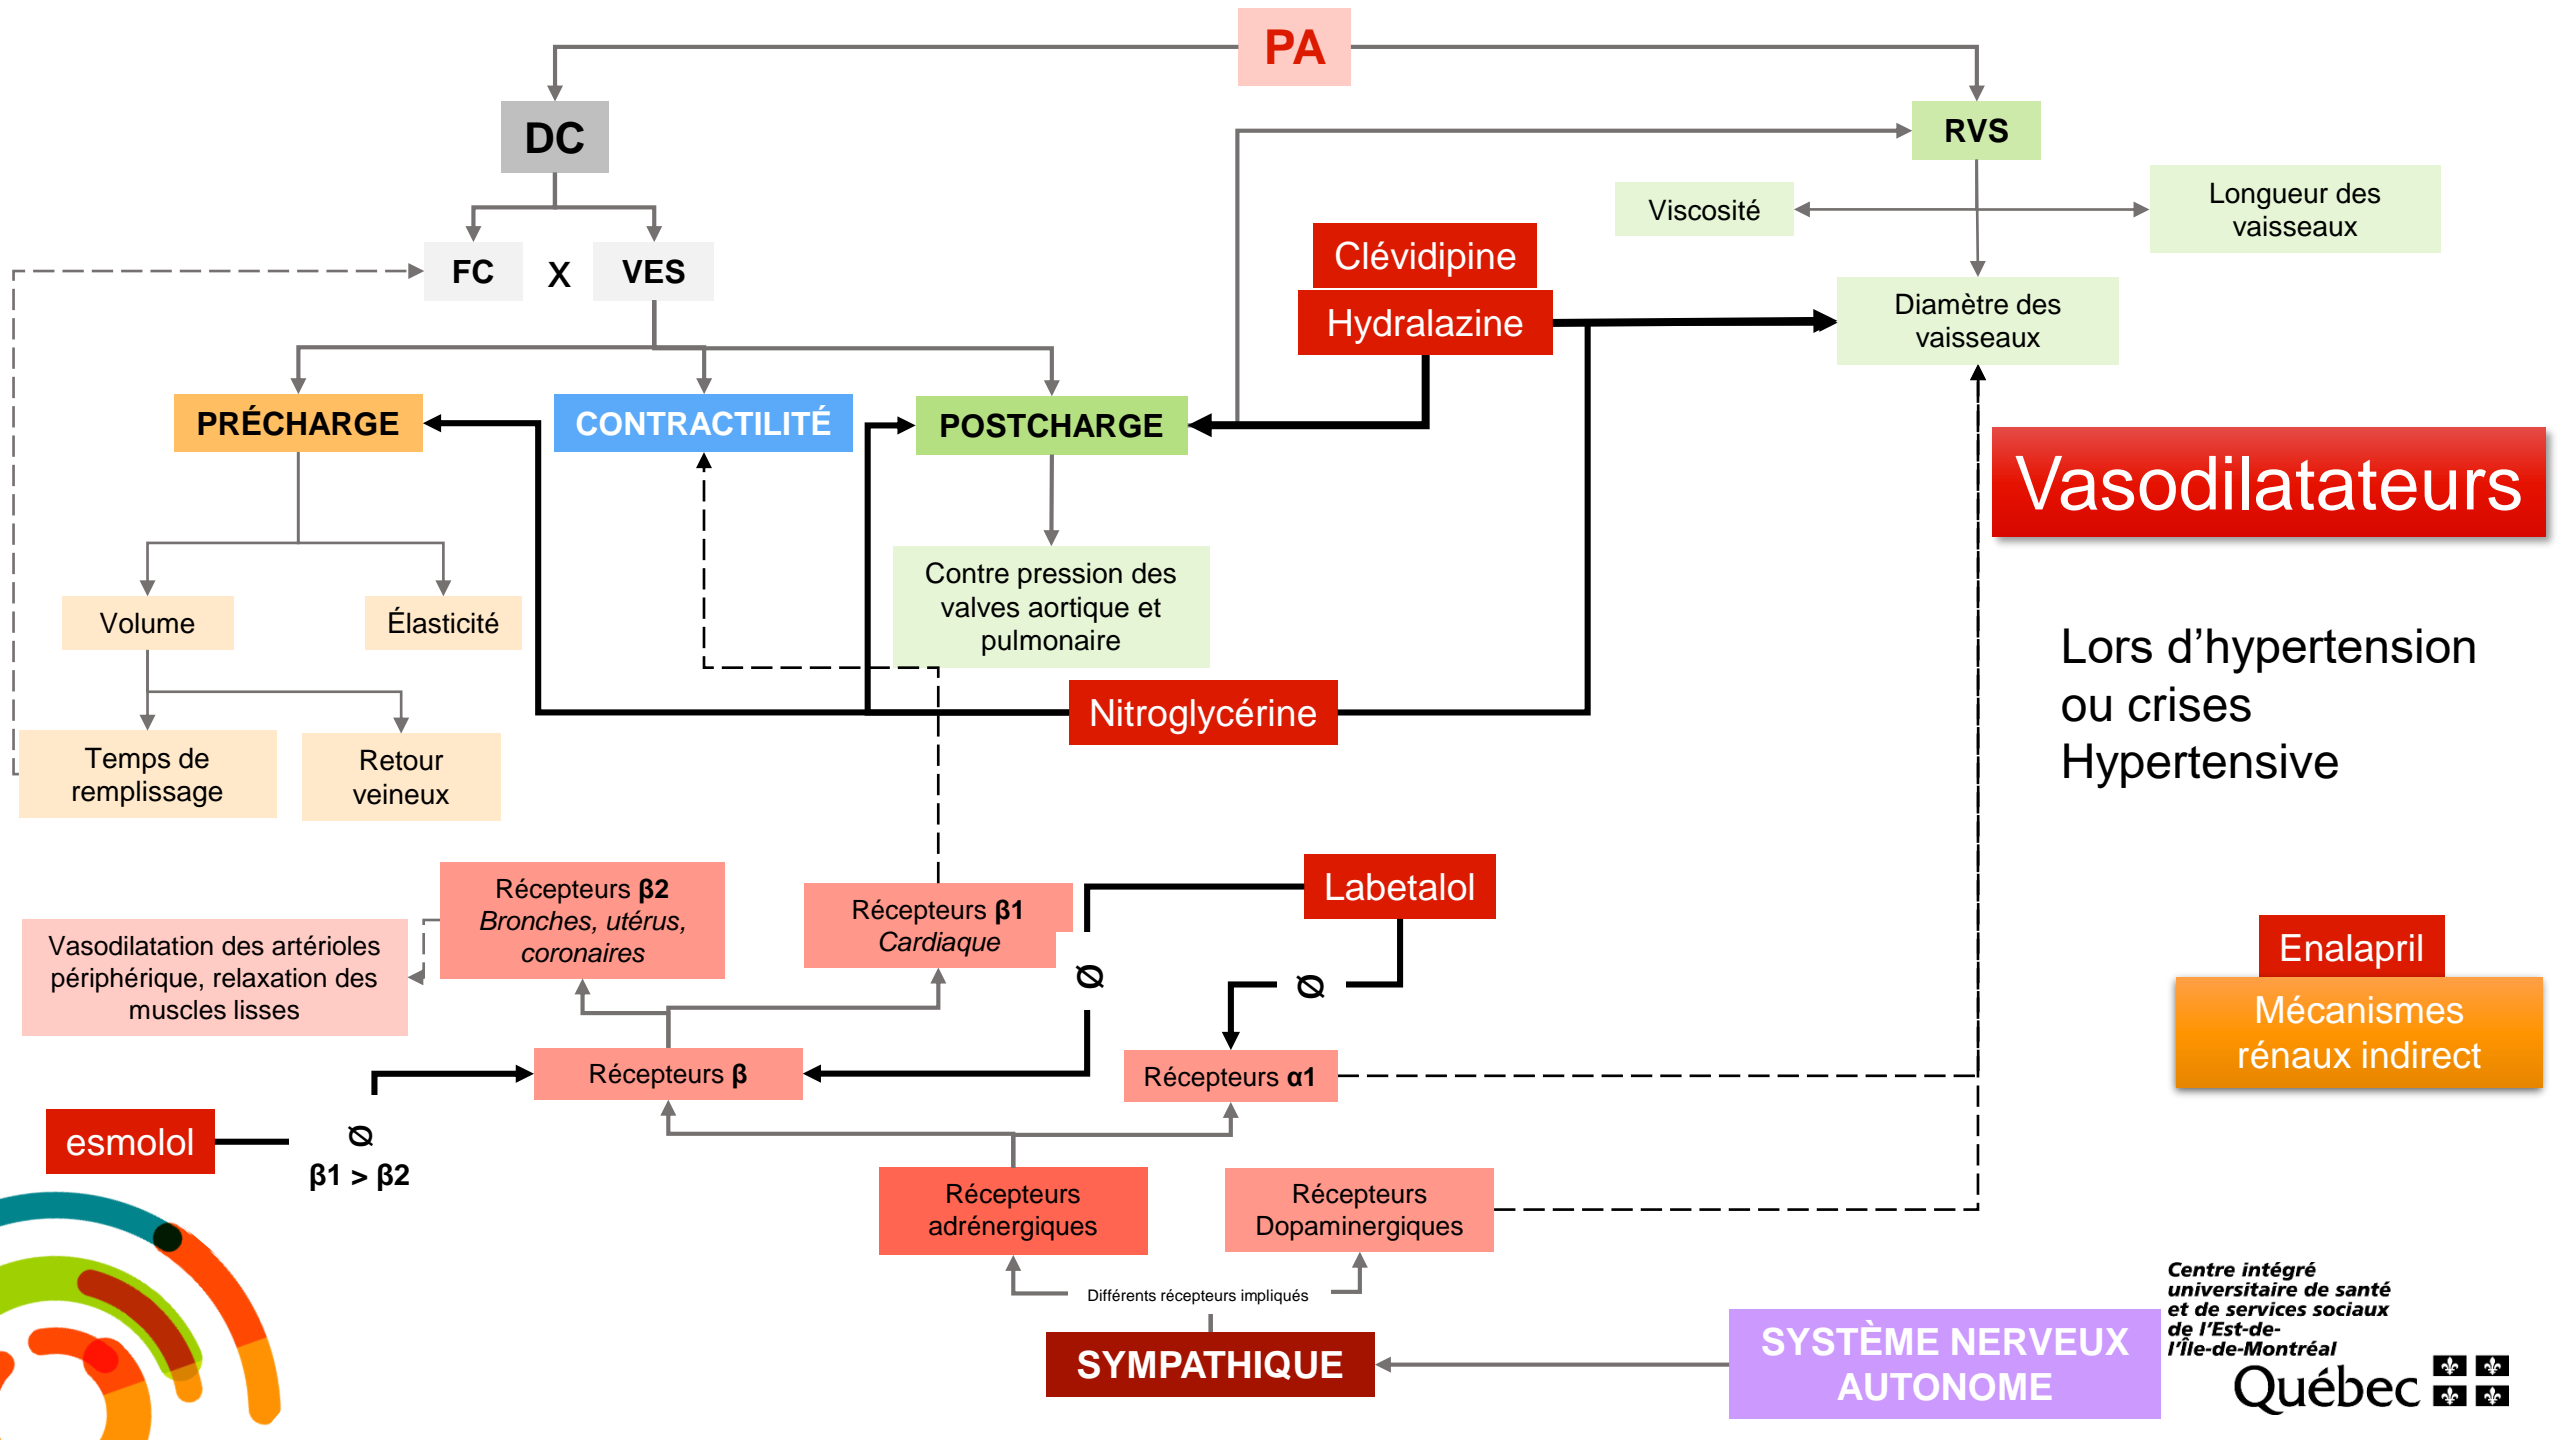 PA
DC
RVS
Viscosité
Longueur des
vaisseaux
FC
X
VES
Clévidipine
Hydralazine
Diamètre des
vaisseaux
PRÉCHARGE
CONTRACTILITÉ
POSTCHARGE
Vasodilatateurs
Contre pression des
valves aortique et
pulmonaire
Volume
Élasticité
Lors d’hypertension
ou crises
Hypertensive
Nitroglycérine
Temps de
remplissage
Retour
veineux
Récepteurs β2
Bronches, utérus,
coronaires
Récepteurs β1
Cardiaque
Labetalol
Vasodilatation des artérioles
périphérique, relaxation des
muscles lisses
Ø
Ø
Enalapril
Mécanismes
rénaux indirect
Récepteurs β
Récepteurs α1
esmolol
Ø
β1 > β2
Récepteurs
adrénergiques
Récepteurs
Dopaminergiques
Différents récepteurs impliqués
SYMPATHIQUE
SYSTÈME NERVEUX
AUTONOME
Centre intégré
universitaire de santé
et de services sociaux
de l’Est-de-
l’Île-de-Montréal
Québec